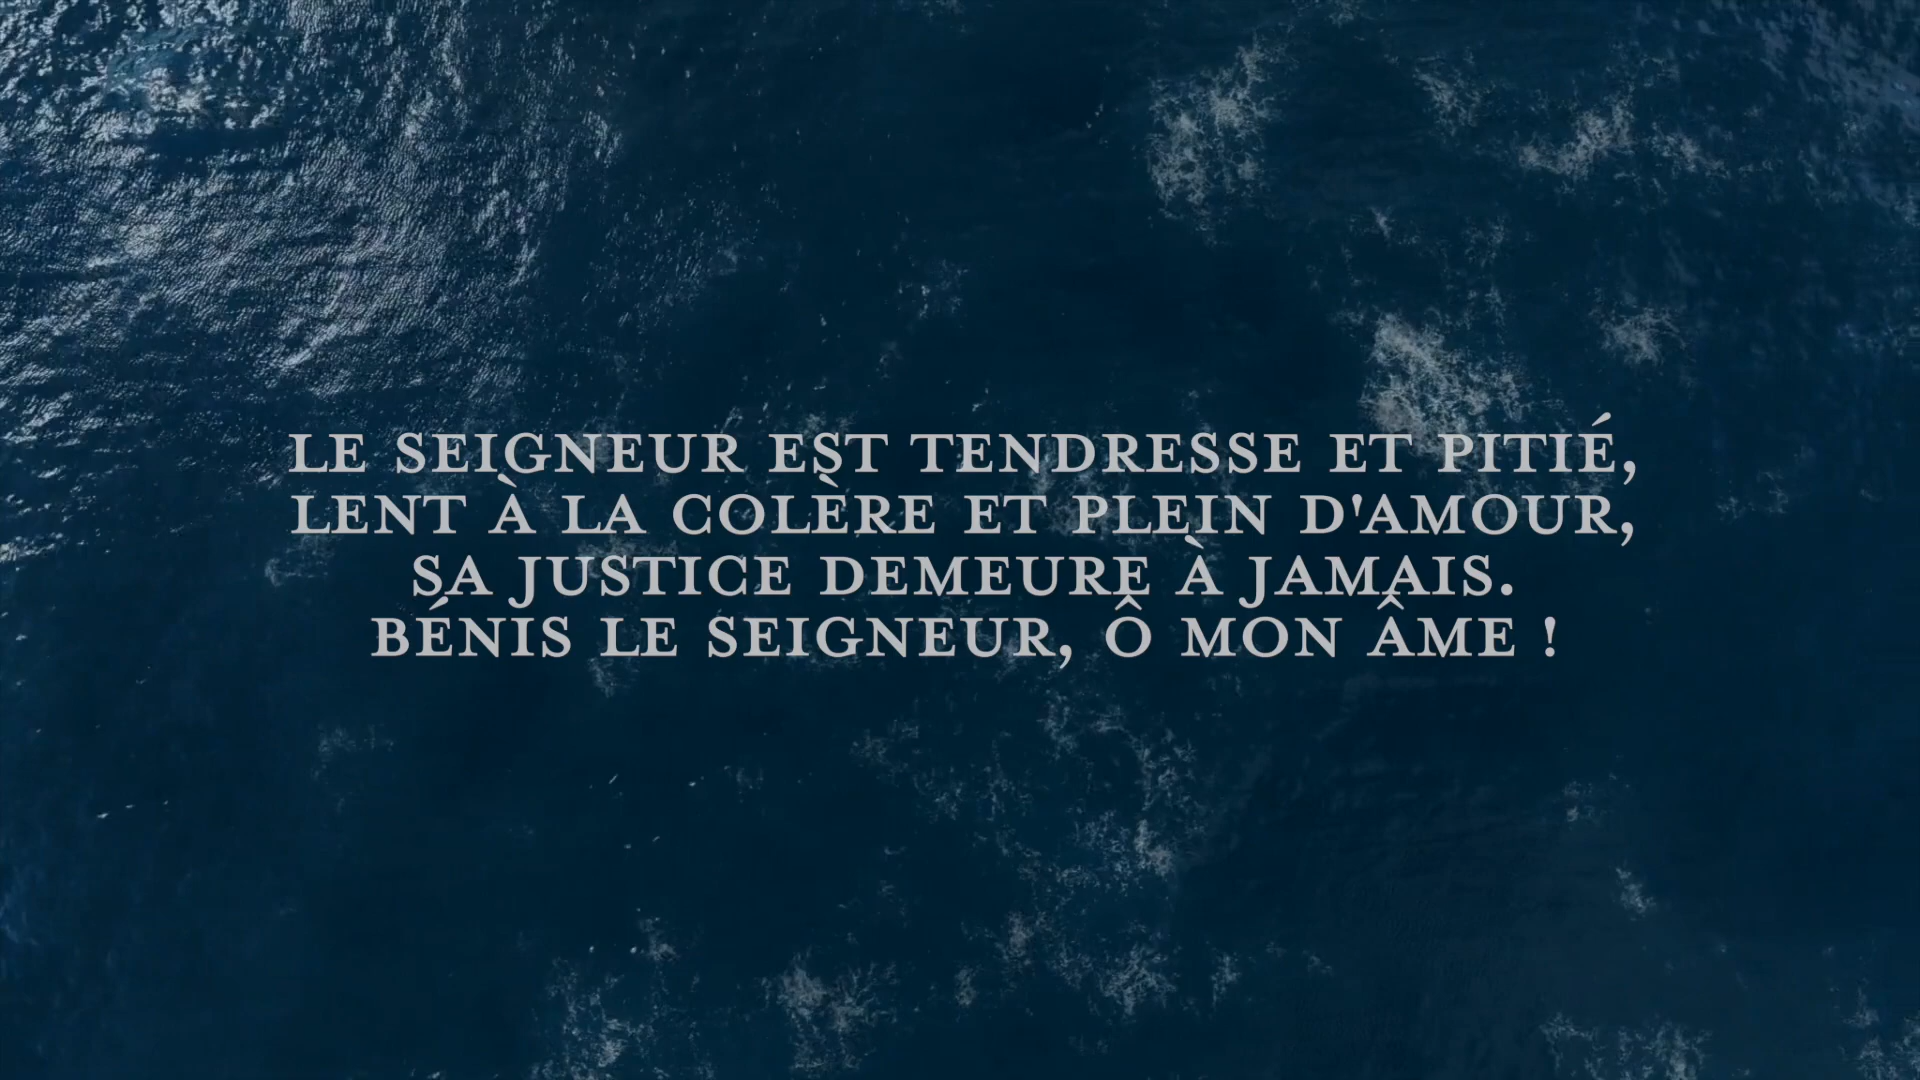 LE SEIGNEUR EST TENDRESSE ET PITIÉ,
LENT À LA COLÈRE ET PLEIN D'AMOUR,
SA JUSTICE DEMEURE À JAMAIS.
BÉNIS LE SEIGNEUR, Ô MON ÂME !